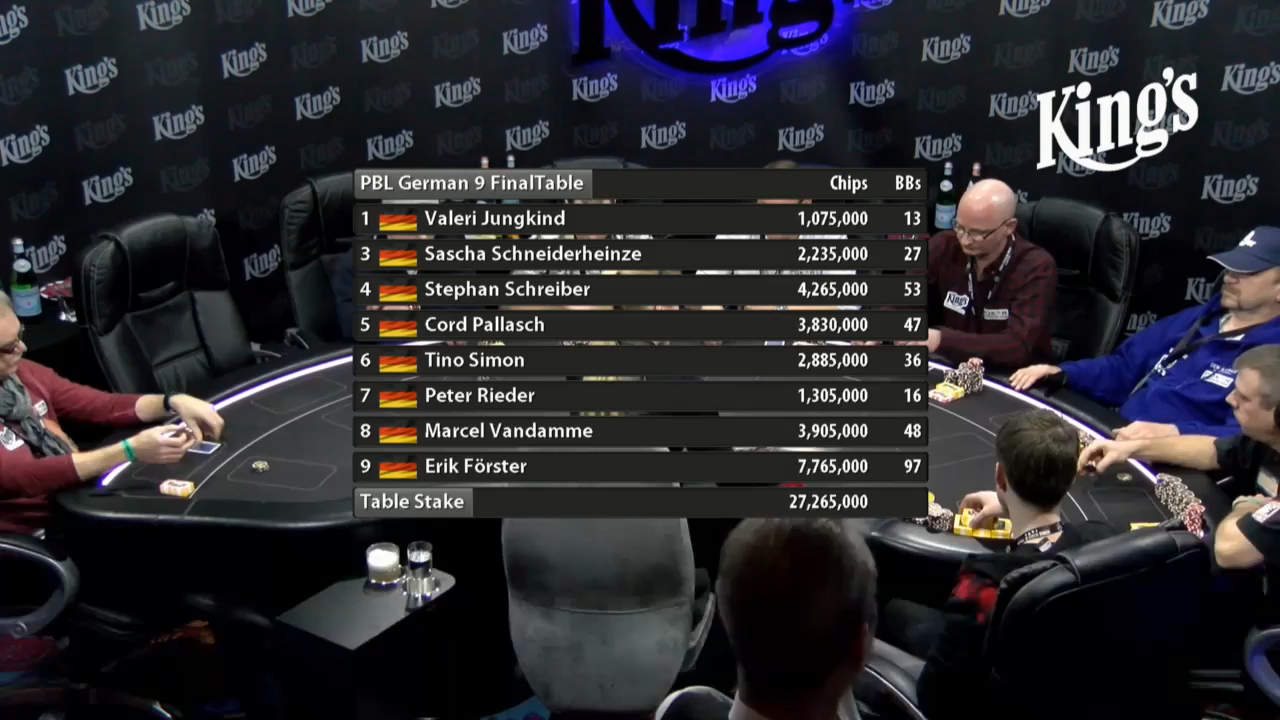 King's
PBL German 9 FinalTable Chips BBs
1 Valeri Jungkind 1,075,000 13
3 Sascha Schneiderheinze 2,235,000 27
4 Stephan Schreiber 4,265,000 53
5 Cord Pallasch 3,830,000 47
6 Tino Simon 2,885,000 36
7 Peter Rieder 1,305,000 16
8 Marcel Vandamme 3,905,000 48
9 Erik Förster 7,765,000 97
Table Stake 27,265,000